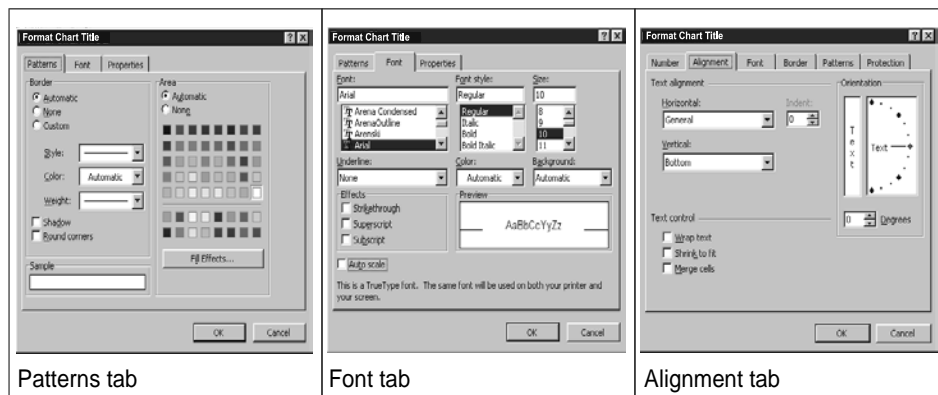 Format Chart Title
Patterns Font Properties
Border
Automatic
None
Custom
Style:
Color: Automatic
Weight:
Shadow
Round corners
Sample
Area
Automatic
None
Fill Effects...
OK Cancel
Patterns tab
Format Chart Title
Patterns Font Properties
Font: Font style: Size:
Arial Regular 10
Arena Condensed Regular 8
ArenaOutline Italic 9
Arenski Bold 10
Arial Bold Italic 11
Underline: Color: Background:
None Automatic Automatic
Effects
Strikethrough
Superscript
Subscript
Preview
AaBbCcYyZz
Auto scale
This is a TrueType font. The same font will be used on both your printer and
your screen.
OK Cancel
Font tab
Format Chart Title
Number Alignment Font Border Patterns Protection
Text alignment
Horizontal: Indent:
General 0
Vertical:
Bottom
Text control
Wrap text
Shrink to fit
Merge cells
Orientation
Text
Text
0 Degrees
OK Cancel
Alignment tab